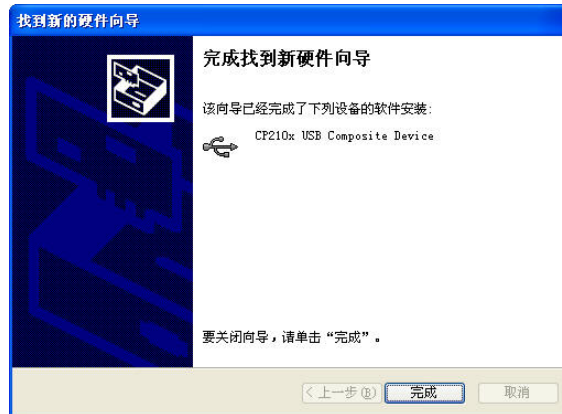 找到新的硬件向导
完成找到新硬件向导
该向导已经完成了下列设备的软件安装:
CP210x USB Composite Device
要关闭向导，请单击“完成”。
< 上一步(B)
完成
取消